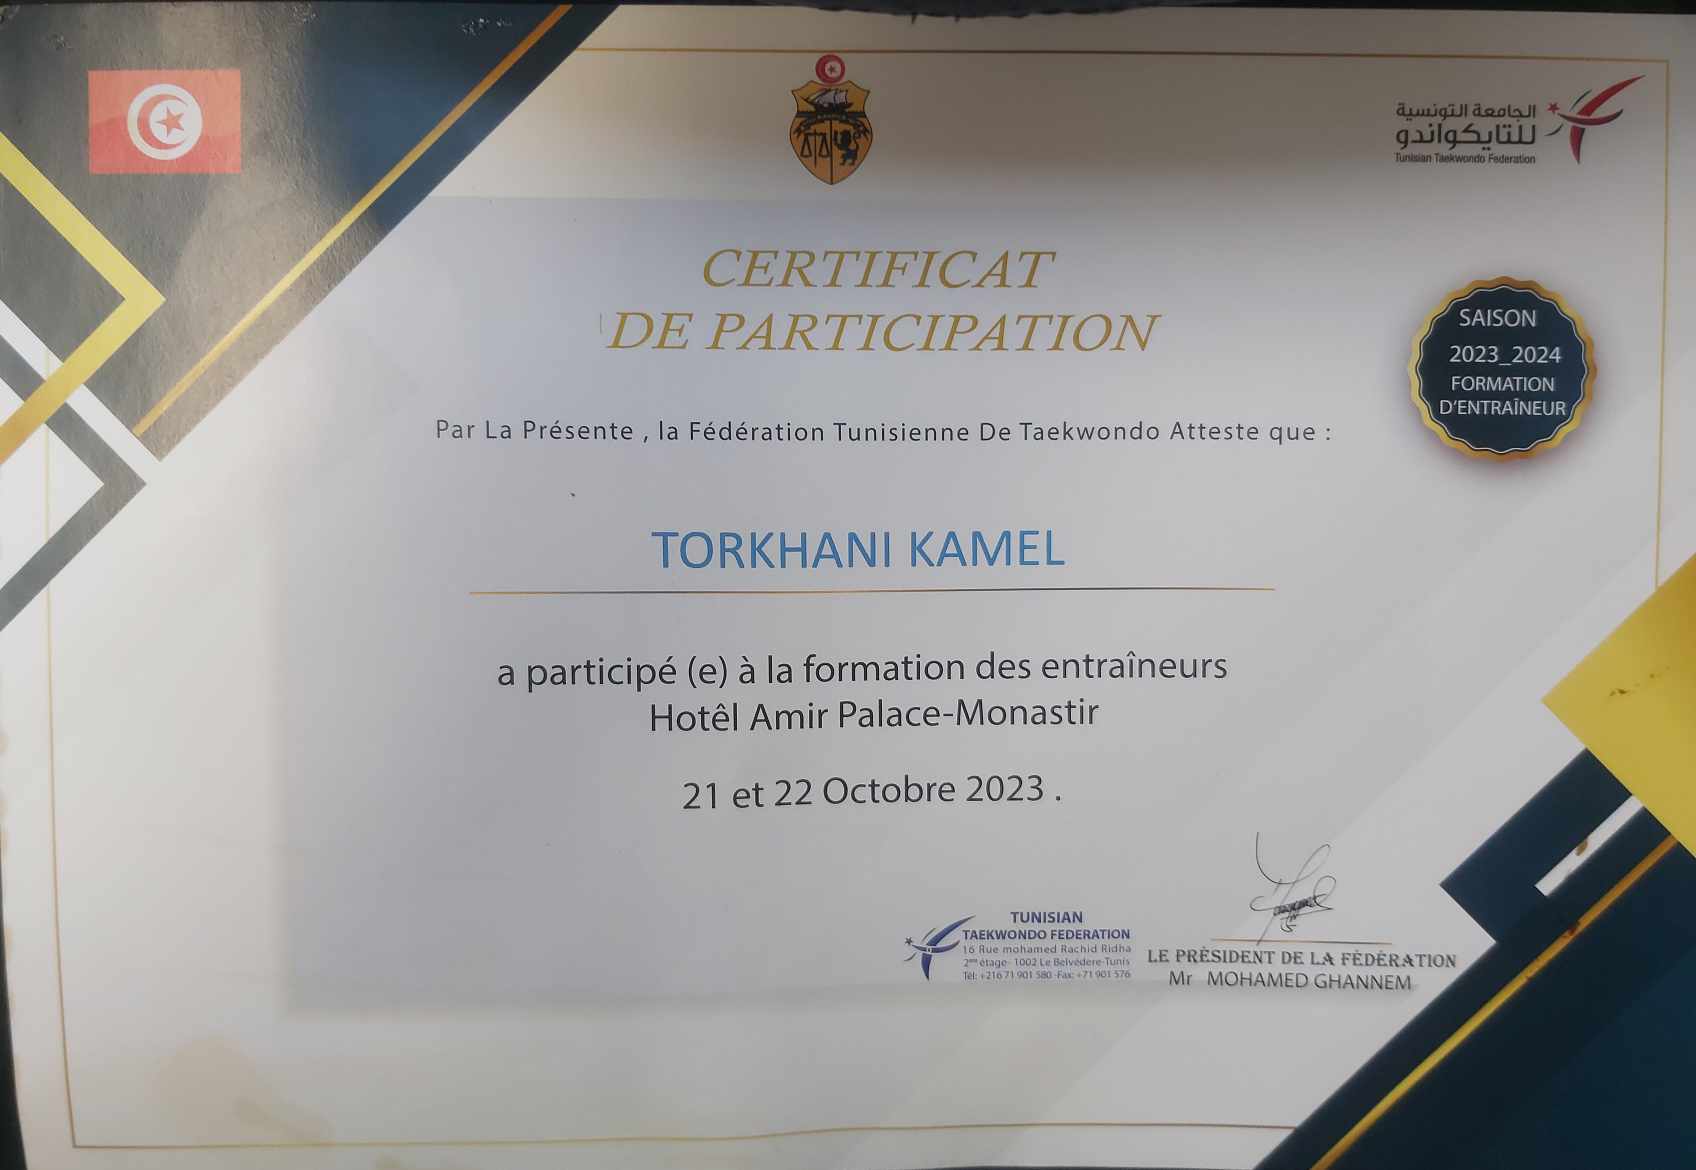 الجامعة التونسية
للتايكواندو
Tunisian Taekwondo Federation
CERTIFICAT
DE PARTICIPATION
SAISON
2023_2024
FORMATION
D'ENTRAÎNEUR
Par La Présente , la Fédération Tunisienne De Taekwondo Atteste que :
TORKHANI KAMEL
a participé (e) à la formation des entraîneurs
Hotêl Amir Palace-Monastir
21 et 22 Octobre 2023 .
TUNISIAN
TAEKWONDO FEDERATION
16 Rue mohamed Rachid Ridha
2ème étage- 1002 Le Belvédere-Tunis
Tél: +216 71 901 580 -Fax: +71 901 576
LE PRÉSIDENT DE LA FÉDÉRATION
Mr MOHAMED GHANNEM